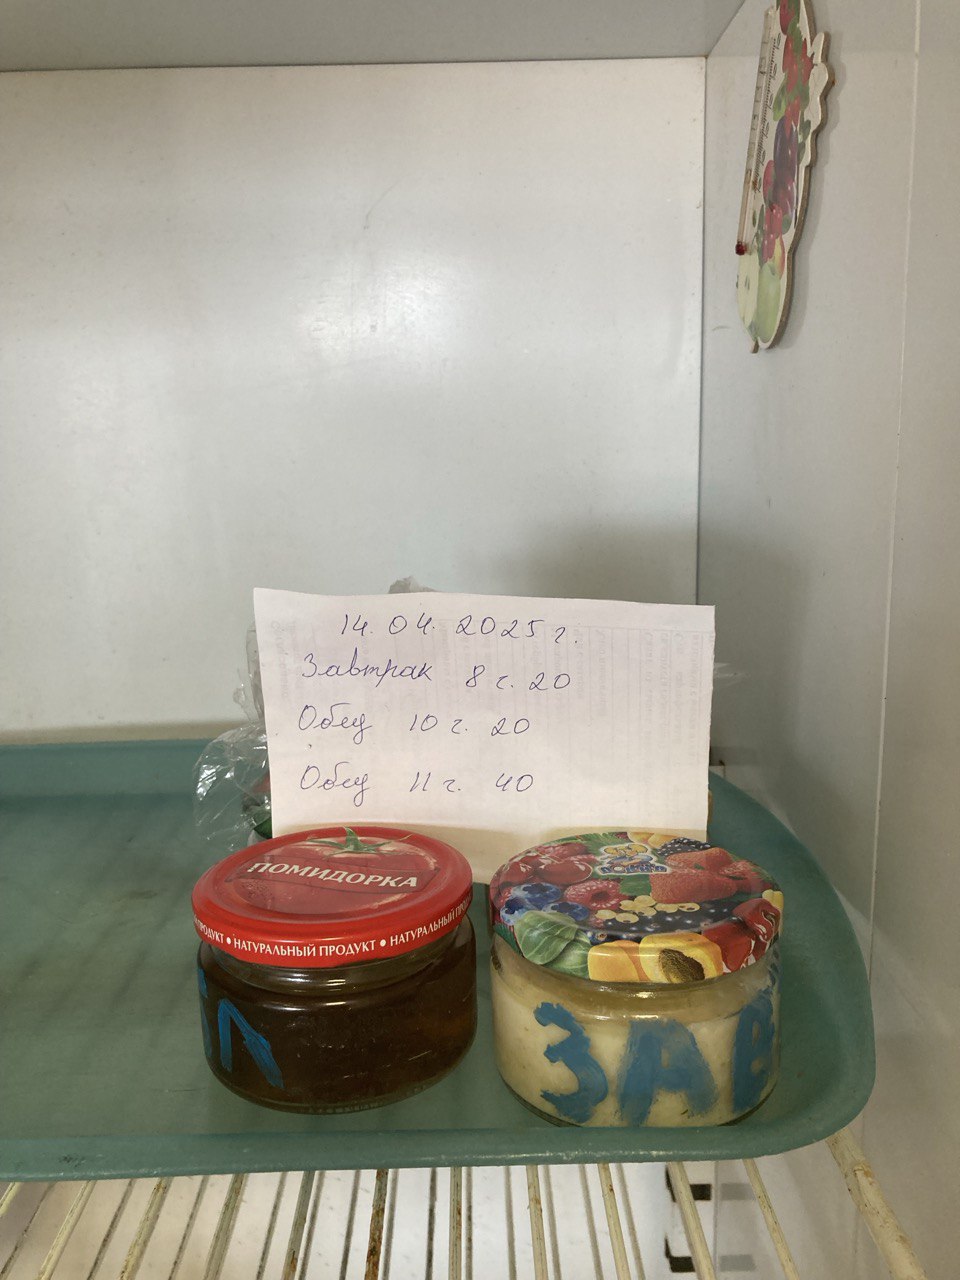 14. 04. 2025 г.
Завтрак 8 ч. 20
Обед 10 ч. 20
Обед 11 ч. 40
ПОМИДОРКА
ПРОДУКТ • НАТУРАЛЬНЫЙ ПРОДУКТ • НАТУРАЛЬНЫЙ
ЗАВ